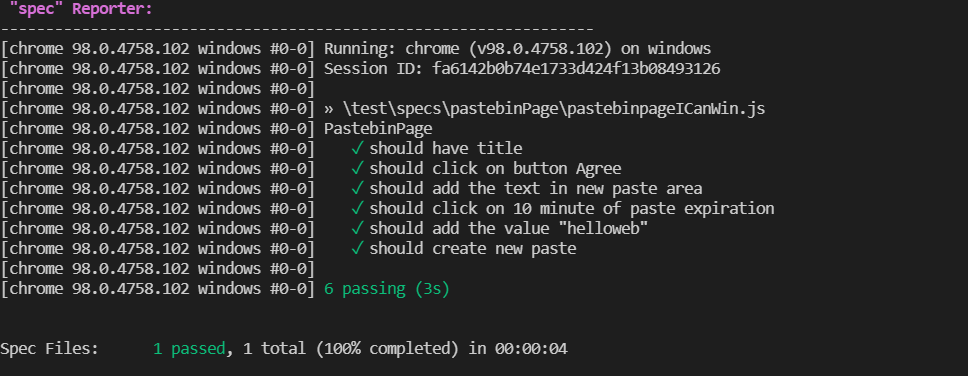 "spec" Reporter:
------------------------------------------------------------------
[chrome 98.0.4758.102 windows #0-0] Running: chrome (v98.0.4758.102) on windows
[chrome 98.0.4758.102 windows #0-0] Session ID: fa6142b0b74e1733d424f13b08493126
[chrome 98.0.4758.102 windows #0-0]
[chrome 98.0.4758.102 windows #0-0] » \test\specs\pastebinPage\pastebinpageICanWin.js
[chrome 98.0.4758.102 windows #0-0] PastebinPage
[chrome 98.0.4758.102 windows #0-0]    ✓ should have title
[chrome 98.0.4758.102 windows #0-0]    ✓ should click on button Agree
[chrome 98.0.4758.102 windows #0-0]    ✓ should add the text in new paste area
[chrome 98.0.4758.102 windows #0-0]    ✓ should click on 10 minute of paste expiration
[chrome 98.0.4758.102 windows #0-0]    ✓ should add the value "helloweb"
[chrome 98.0.4758.102 windows #0-0]    ✓ should create new paste
[chrome 98.0.4758.102 windows #0-0]
[chrome 98.0.4758.102 windows #0-0] 6 passing (3s)
Spec Files:      1 passed, 1 total (100% completed) in 00:00:04